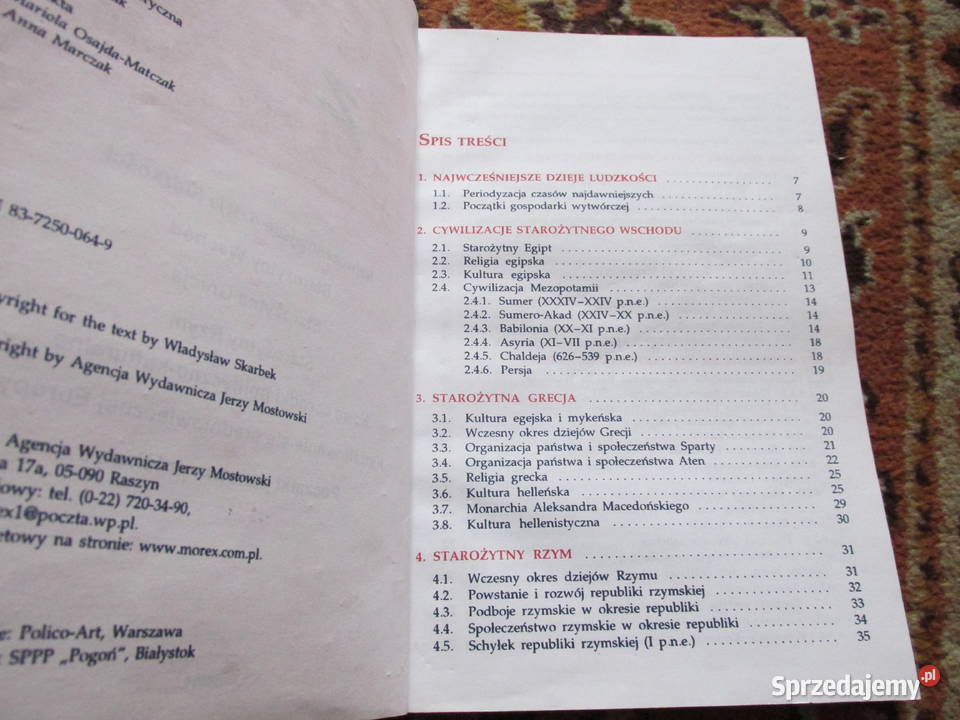 tyczna
kta
ak
Mariola Osajda-Matczak
Anna Marczak
83-7250-064-9
yright for the text by Władysław Skarbek
right by Agencja Wydawnicza Jerzy Mostowski
Agencja Wydawnicza Jerzy Mostowski
a 17a, 05-090 Raszyn
owy: tel. (0-22) 720-34-90,
ex1@poczta.wp.pl.
etowy na stronie: www.morex.com.pl.
e: Polico-Art, Warszawa
: SPPP „Pogoń”, Białystok
SPIS TREŚCI
1. NAJWCZEŚNIEJSZE DZIEJE LUDZKOŚCI 7
1.1. Periodyzacja czasów najdawniejszych 7
1.2. Początki gospodarki wytwórczej 8
2. CYWILIZACJE STAROŻYTNEGO WSCHODU 9
2.1. Starożytny Egipt 9
2.2. Religia egipska 10
2.3. Kultura egipska 11
2.4. Cywilizacja Mezopotamii 13
2.4.1. Sumer (XXXIV–XXIV p.n.e.) 14
2.4.2. Sumero-Akad (XXIV–XX p.n.e.) 14
2.4.3. Babilonia (XX–XI p.n.e.) 14
2.4.4. Asyria (XI–VII p.n.e.) 18
2.4.5. Chaldeja (626–539 p.n.e.) 18
2.4.6. Persja 19
3. STAROŻYTNA GRECJA 20
3.1. Kultura egejska i mykeńska 20
3.2. Wczesny okres dziejów Grecji 20
3.3. Organizacja państwa i społeczeństwa Sparty 21
3.4. Organizacja państwa i społeczeństwa Aten 22
3.5. Religia grecka 25
3.6. Kultura helleńska 25
3.7. Monarchia Aleksandra Macedońskiego 29
3.8. Kultura hellenistyczna 30
4. STAROŻYTNY RZYM 31
4.1. Wczesny okres dziejów Rzymu 31
4.2. Powstanie i rozwój republiki rzymskiej 32
4.3. Podboje rzymskie w okresie republiki 33
4.4. Społeczeństwo rzymskie w okresie republiki 34
4.5. Schyłek republiki rzymskiej (I p.n.e.) 35
Sprzedajemy.pl